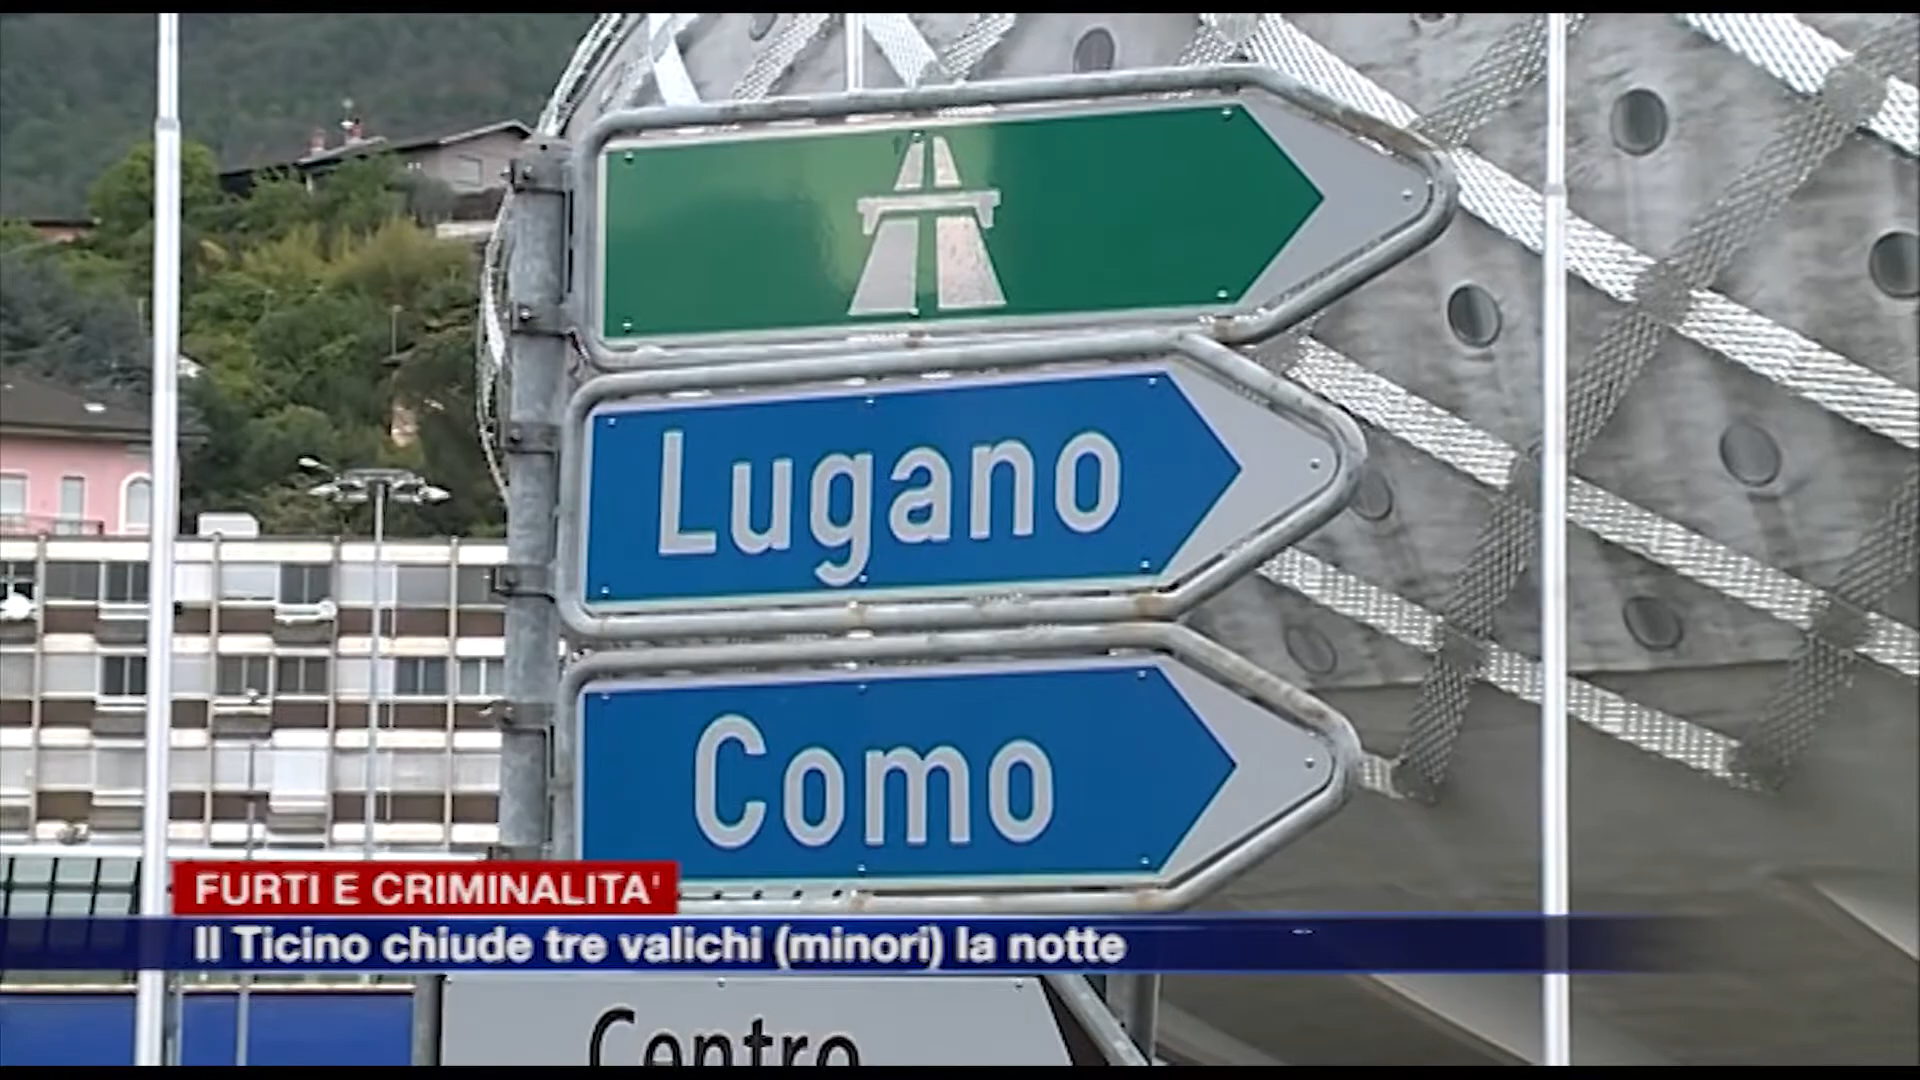 Lugano
Como
FURTI E CRIMINALITA'
Il Ticino chiude tre valichi (minori) la notte
Centro